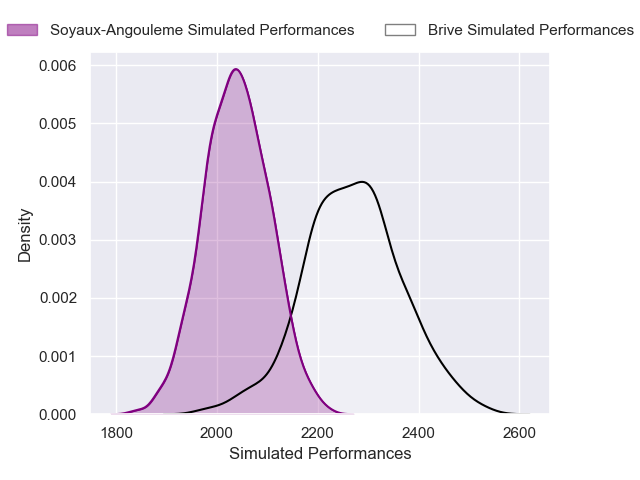 Soyaux-Angouleme Simulated Performances Brive Simulated Performances
0.006
0.005
0.004
0.003
0.002
0.001
0.000
Density
1800 2000 2200 2400 2600
Simulated Performances